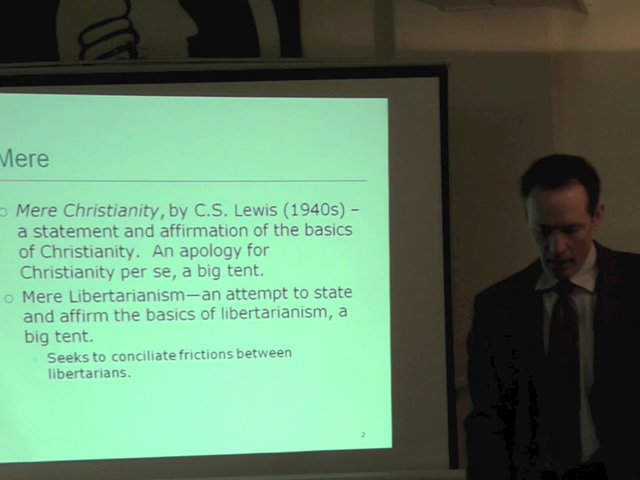 Mere
Mere Christianity, by C.S. Lewis (1940s) –
a statement and affirmation of the basics
of Christianity. An apology for
Christianity per se, a big tent.
Mere Libertarianism—an attempt to state
and affirm the basics of libertarianism, a
big tent.
Seeks to conciliate frictions between
libertarians.
2